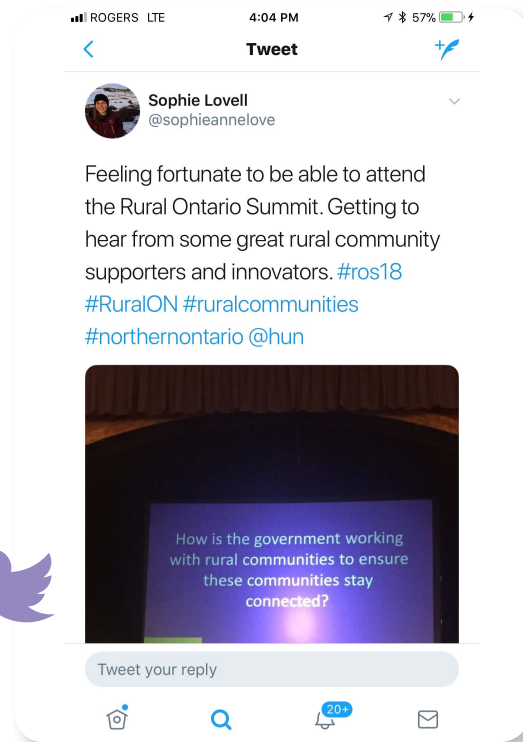 ROGERS LTE 4:04 PM 57%
Tweet
Sophie Lovell
@sophieannelove
Feeling fortunate to be able to attend
the Rural Ontario Summit. Getting to
hear from some great rural community
supporters and innovators. #ros18
#RuralON #ruralcommunities
#northernontario @hun
How is the government working
with rural communities to ensure
these communities stay
connected?
Tweet your reply
20+